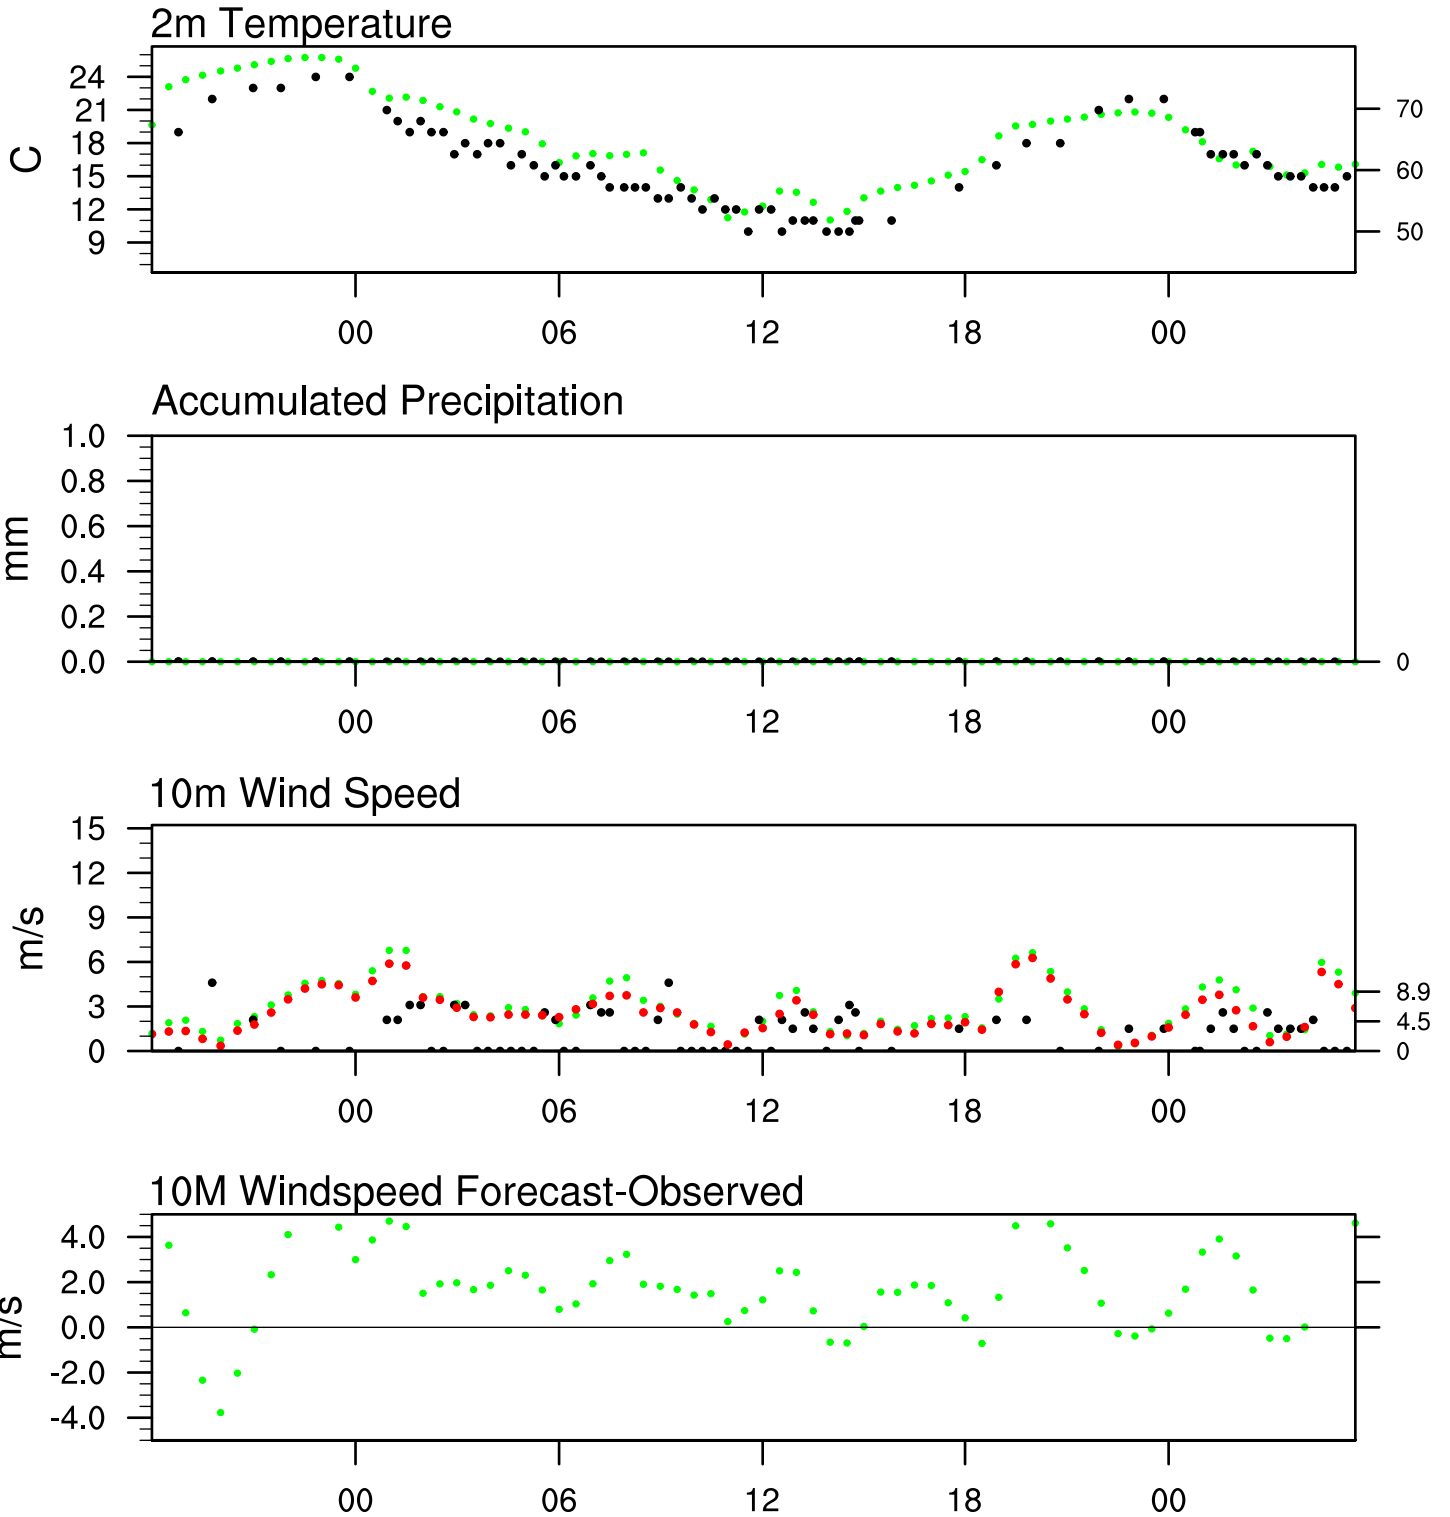 2m Temperature
24
21
18
15
12
9
C
70
60
50
00 06 12 18 00
Accumulated Precipitation
1.0
0.8
0.6
0.4
0.2
0.0
mm
0
00 06 12 18 00
10m Wind Speed
15
12
9
6
3
0
m/s
8.9
4.5
0
00 06 12 18 00
10M Windspeed Forecast-Observed
4.0
2.0
0.0
-2.0
-4.0
m/s
00 06 12 18 00